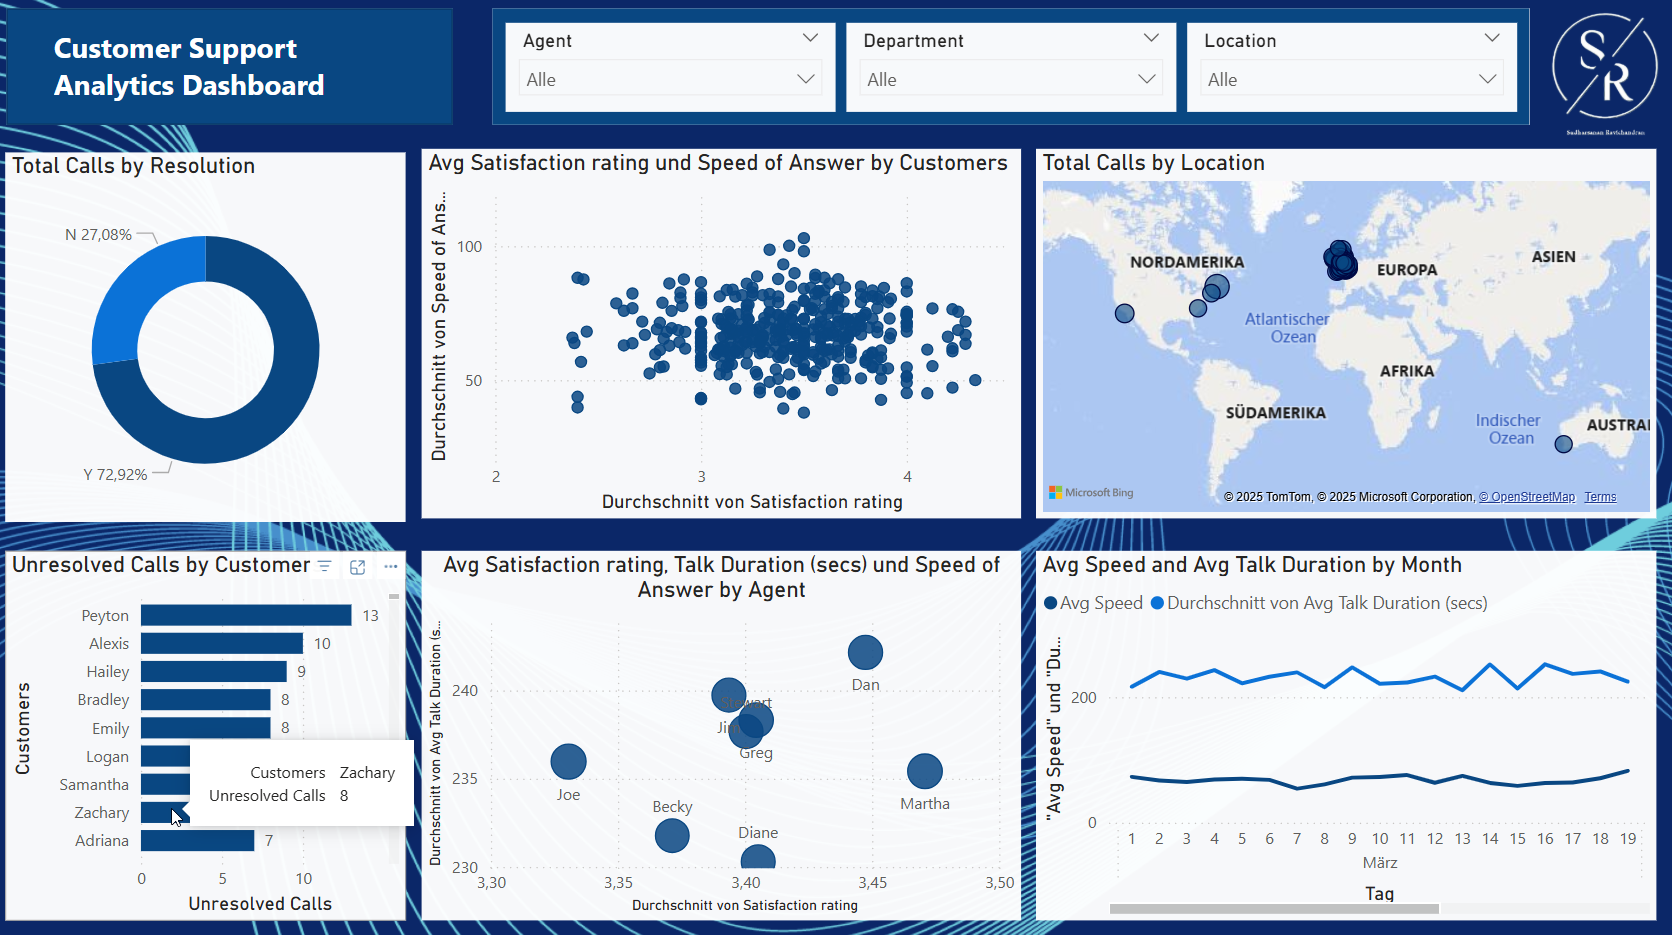 Customer Support
Analytics Dashboard
Agent
Alle
Department
Alle
Location
Alle
S
R
Sudharsanan Ravichandran
Total Calls by Resolution
N 27,08%
Y 72,92%
Avg Satisfaction rating und Speed of Answer by Customers
Durchschnitt von Speed of Ans...
100
50
2
3
4
Durchschnitt von Satisfaction rating
Total Calls by Location
NORDAMERIKA
EUROPA
ASIEN
Atlantischer
Ozean
AFRIKA
SÜDAMERIKA
Indischer
Ozean
AUSTRAI
Microsoft Bing
© 2025 TomTom, © 2025 Microsoft Corporation, © OpenStreetMap Terms
Unresolved Calls by Customer
Customers
Peyton 13
Alexis 10
Hailey 9
Bradley 8
Emily 8
Logan
Samantha
Zachary
Adriana 7
Customers Zachary
Unresolved Calls 8
0 5 10
Unresolved Calls
Avg Satisfaction rating, Talk Duration (secs) und Speed of
Answer by Agent
Durchschnitt von Avg Talk Duration (s...
240
235
230
Dan
Stewart
Jim
Greg
Joe
Martha
Becky
Diane
3,30 3,35 3,40 3,45 3,50
Durchschnitt von Satisfaction rating
Avg Speed and Avg Talk Duration by Month
Avg Speed Durchschnitt von Avg Talk Duration (secs)
"Avg Speed" und "Du...
200
0
1 2 3 4 5 6 7 8 9 10 11 12 13 14 15 16 17 18 19
März
Tag